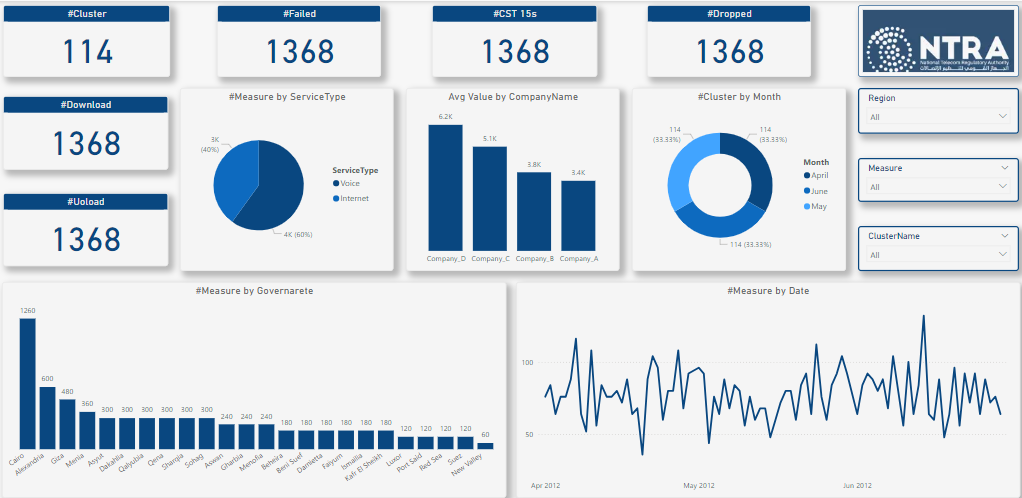 #Cluster
114
#Failed
1368
#CST 15s
1368
#Dropped
1368
NTRA
National Telecom Regulatory Authority
الجهاز القومي لتنظيم الاتصالات
#Download
1368
#Uoload
1368
#Measure by ServiceType
3K
(40%)
4K (60%)
ServiceType
Voice
Internet
Avg Value by CompanyName
6.2K
5.1K
3.8K
3.4K
Company_D Company_C Company_B Company_A
#Cluster by Month
114
(33.33%)
114
(33.33%)
114 (33.33%)
Month
April
June
May
Region
All
Measure
All
ClusterName
All
#Measure by Governarete
1260
600
480
360
300 300 300 300 300 300
240 240 240
180 180 180 180 180 180
120 120 120 120
60
Cairo
Alexandria
Giza
Menia
Asyut
Dakahlia
Qalyubia
Qena
Sharqia
Sohag
Aswan
Gharbia
Menofia
Behnira
Beni Suef
Damietta
Faiyum
Ismailia
Kafr El Sheikh
Luxor
Port Said
Red Sea
Suez
New Valley
#Measure by Date
100
50
Apr 2012 May 2012 Jun 2012